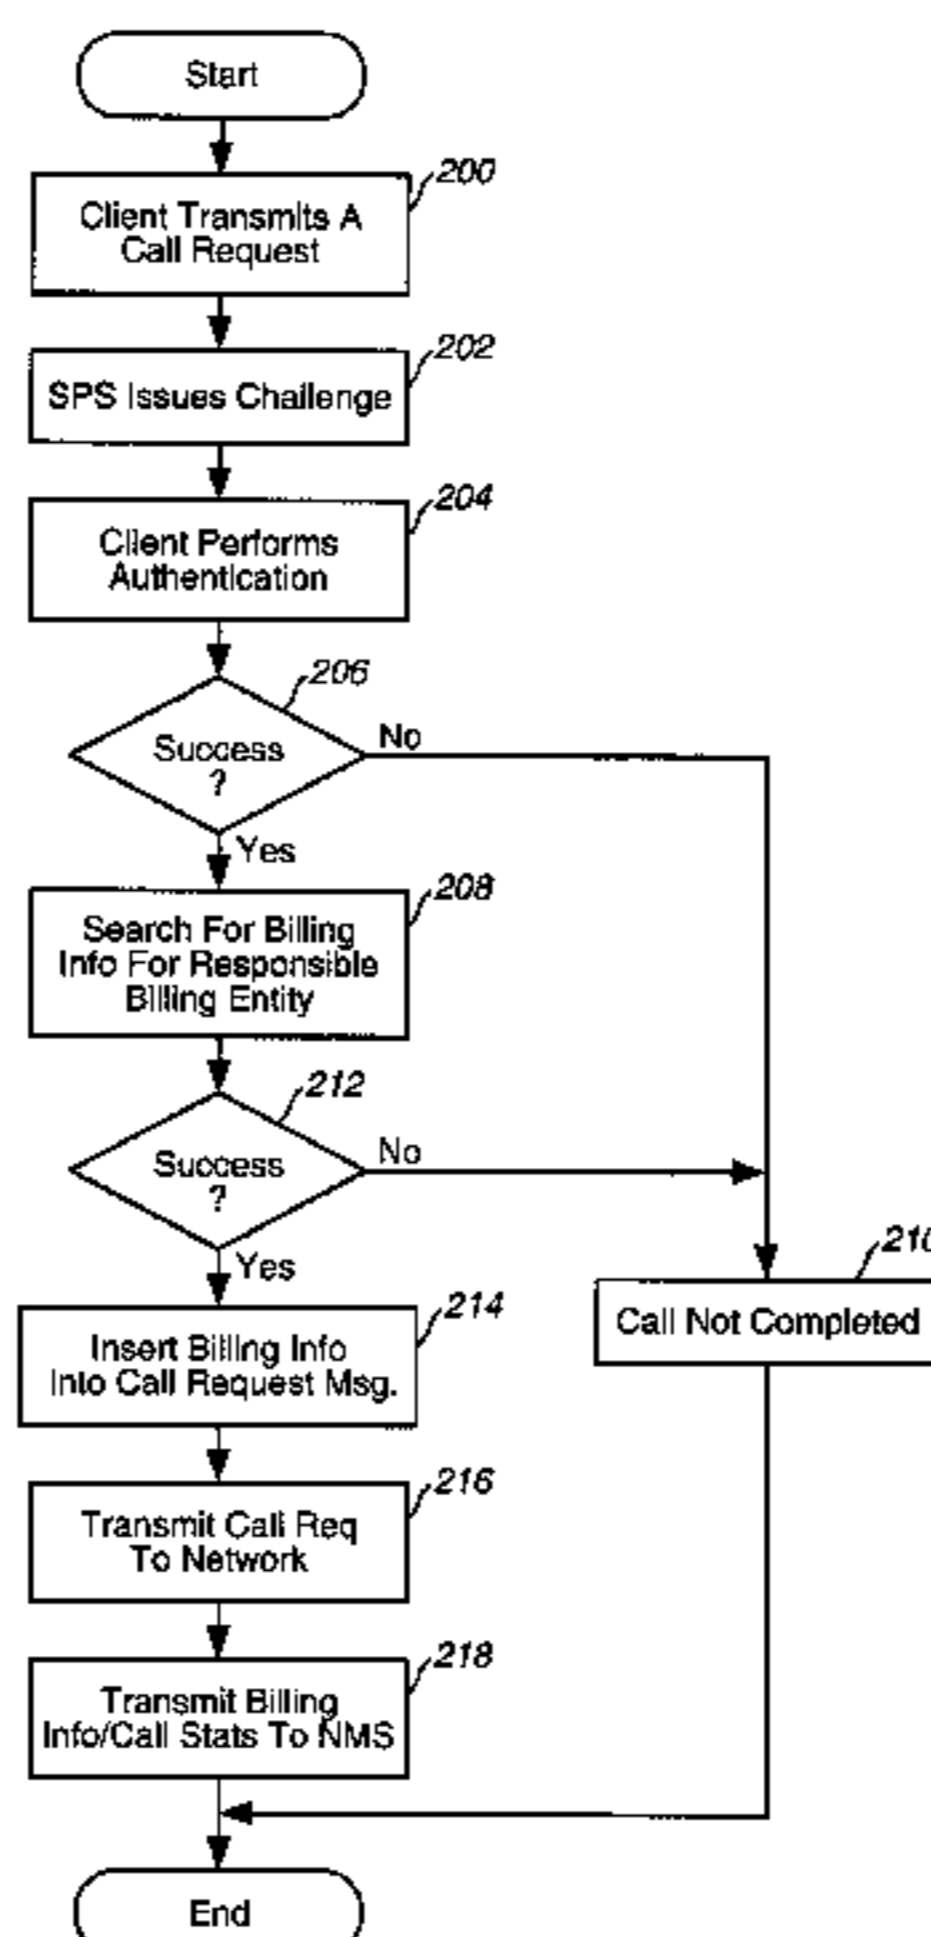 Start
200
Client Transmits A
Call Request
202
SPS Issues Challenge
204
Client Performs
Authentication
206
Success
?
No
Yes
208
Search For Billing
Info For Responsible
Billing Entity
212
Success
?
No
Yes
210
Call Not Completed
214
Insert Billing Info
Into Call Request Msg.
216
Transmit Call Req
To Network
218
Transmit Billing
Info/Call Stats To NMS
End